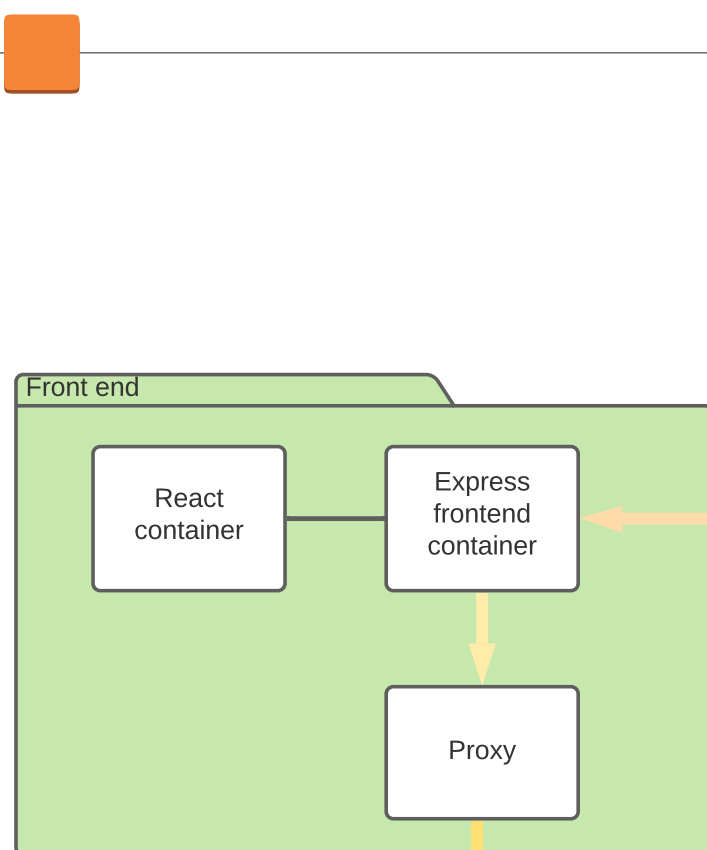 Front end
React
container
Express
frontend
container
Proxy